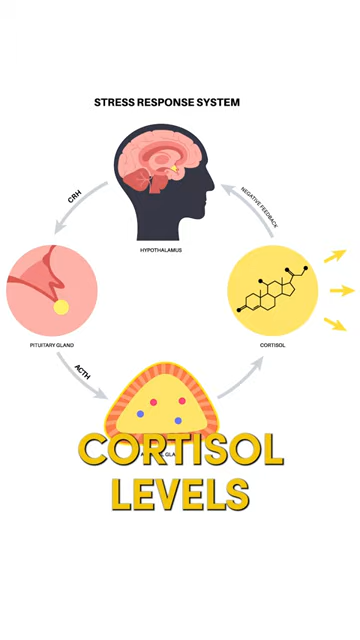 STRESS RESPONSE SYSTEM
CRH
NEGATIVE FEEDBACK
HYPOTHALAMUS
PITUITARY GLAND
CORTISOL
ACTH
CORTISOL
LEVELS